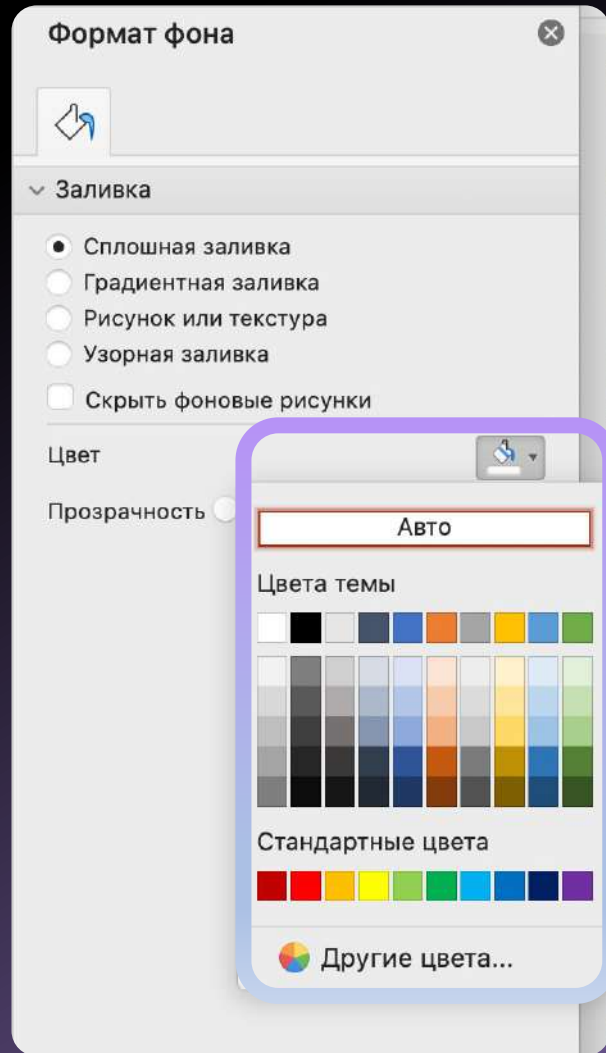 Формат фона
Заливка
Сплошная заливка
Градиентная заливка
Рисунок или текстура
Узорная заливка
Скрыть фоновые рисунки
Цвет
Прозрачность
Авто
Цвета темы
Стандартные цвета
Другие цвета...